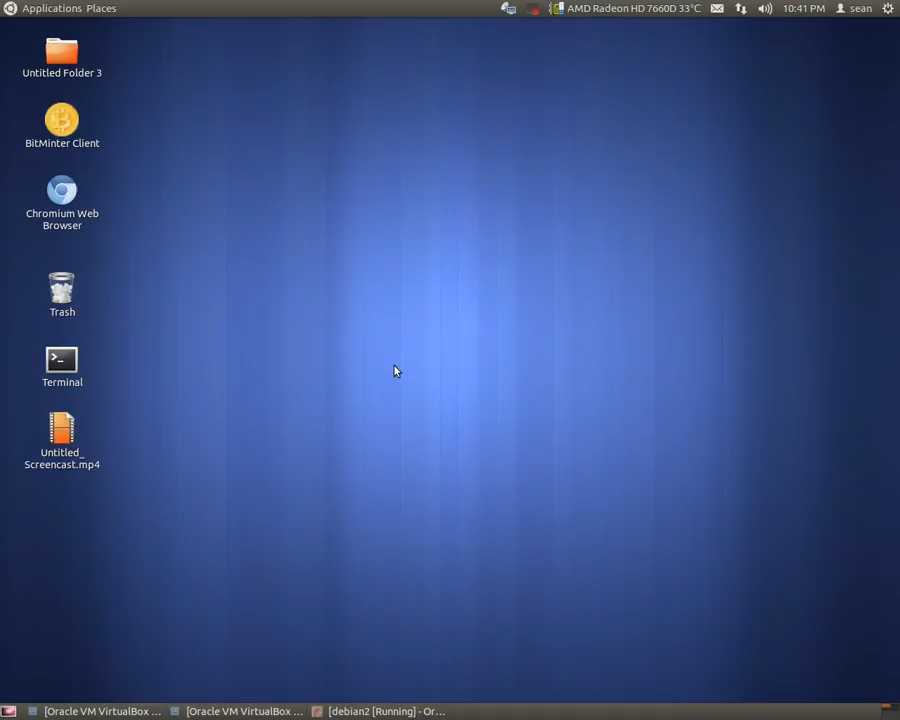 Applications Places
AMD Radeon HD 7660D 33°C
10:41 PM
sean
Untitled Folder 3
BitMinter Client
Chromium Web
Browser
Trash
Terminal
Untitled_
Screencast.mp4
[Oracle VM VirtualBox ...
[Oracle VM VirtualBox ...
[debian2 [Running] - Or...